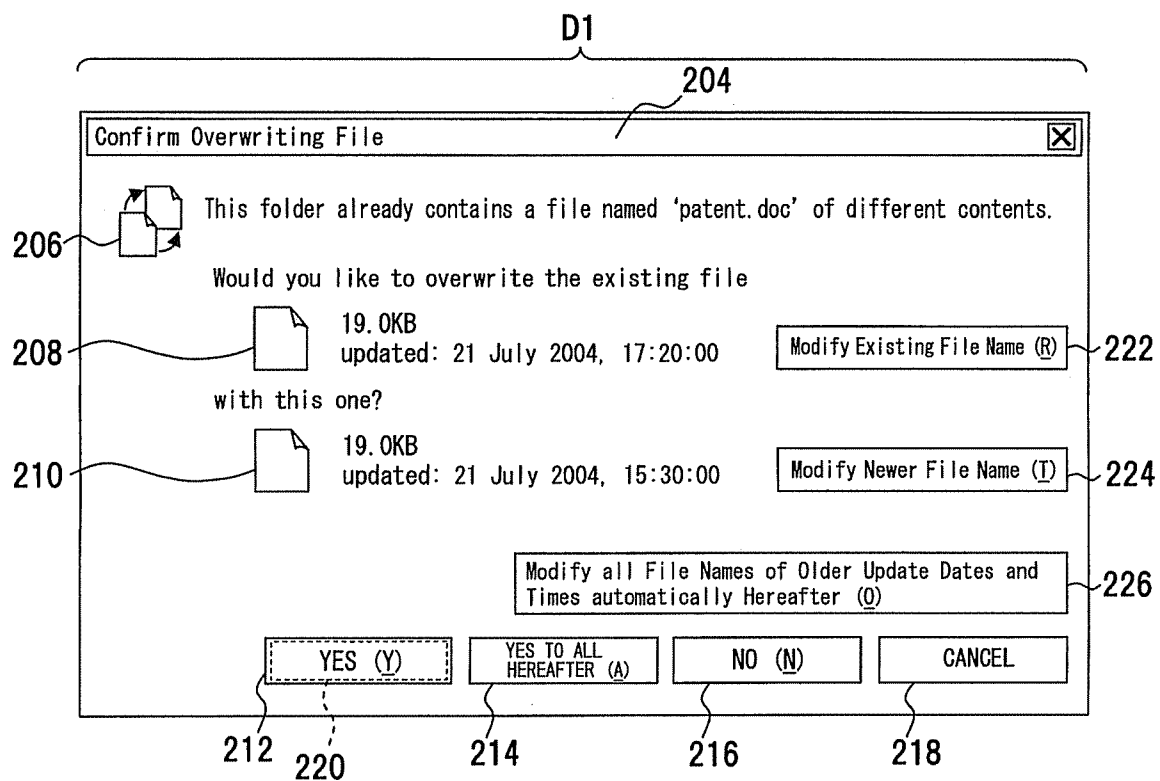 D1
204
Confirm Overwriting File
This folder already contains a file named 'patent.doc' of different contents.
206
Would you like to overwrite the existing file
19.0KB
208
updated: 21 July 2004, 17:20:00
Modify Existing File Name (R)
222
with this one?
19.0KB
210
updated: 21 July 2004, 15:30:00
Modify Newer File Name (T)
224
Modify all File Names of Older Update Dates and
Times automatically Hereafter (O)
226
YES (Y)
YES TO ALL
HEREAFTER (A)
NO (N)
CANCEL
212
220
214
216
218